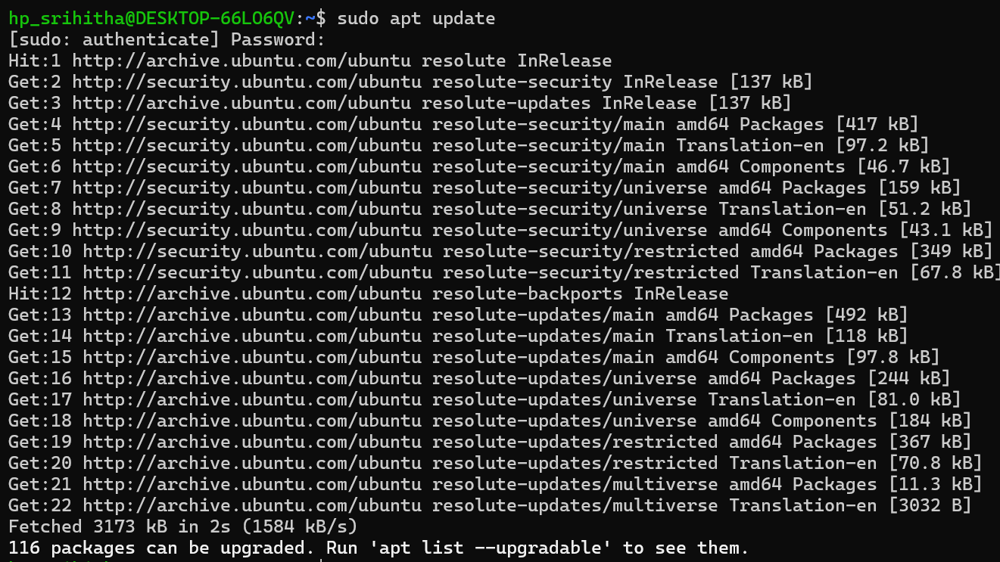 hp_srihitha@DESKTOP-66LO6QV:~$ sudo apt update
[sudo: authenticate] Password:
Hit:1 http://archive.ubuntu.com/ubuntu resolute InRelease
Get:2 http://security.ubuntu.com/ubuntu resolute-security InRelease [137 kB]
Get:3 http://archive.ubuntu.com/ubuntu resolute-updates InRelease [137 kB]
Get:4 http://security.ubuntu.com/ubuntu resolute-security/main amd64 Packages [417 kB]
Get:5 http://security.ubuntu.com/ubuntu resolute-security/main Translation-en [97.2 kB]
Get:6 http://security.ubuntu.com/ubuntu resolute-security/main amd64 Components [46.7 kB]
Get:7 http://security.ubuntu.com/ubuntu resolute-security/universe amd64 Packages [159 kB]
Get:8 http://security.ubuntu.com/ubuntu resolute-security/universe Translation-en [51.2 kB]
Get:9 http://security.ubuntu.com/ubuntu resolute-security/universe amd64 Components [43.1 kB]
Get:10 http://security.ubuntu.com/ubuntu resolute-security/restricted amd64 Packages [349 kB]
Get:11 http://security.ubuntu.com/ubuntu resolute-security/restricted Translation-en [67.8 kB]
Hit:12 http://archive.ubuntu.com/ubuntu resolute-backports InRelease
Get:13 http://archive.ubuntu.com/ubuntu resolute-updates/main amd64 Packages [492 kB]
Get:14 http://archive.ubuntu.com/ubuntu resolute-updates/main Translation-en [118 kB]
Get:15 http://archive.ubuntu.com/ubuntu resolute-updates/main amd64 Components [97.8 kB]
Get:16 http://archive.ubuntu.com/ubuntu resolute-updates/universe amd64 Packages [244 kB]
Get:17 http://archive.ubuntu.com/ubuntu resolute-updates/universe Translation-en [81.0 kB]
Get:18 http://archive.ubuntu.com/ubuntu resolute-updates/universe amd64 Components [184 kB]
Get:19 http://archive.ubuntu.com/ubuntu resolute-updates/restricted amd64 Packages [367 kB]
Get:20 http://archive.ubuntu.com/ubuntu resolute-updates/restricted Translation-en [70.8 kB]
Get:21 http://archive.ubuntu.com/ubuntu resolute-updates/multiverse amd64 Packages [11.3 kB]
Get:22 http://archive.ubuntu.com/ubuntu resolute-updates/multiverse Translation-en [3032 B]
Fetched 3173 kB in 2s (1584 kB/s)
116 packages can be upgraded. Run 'apt list --upgradable' to see them.